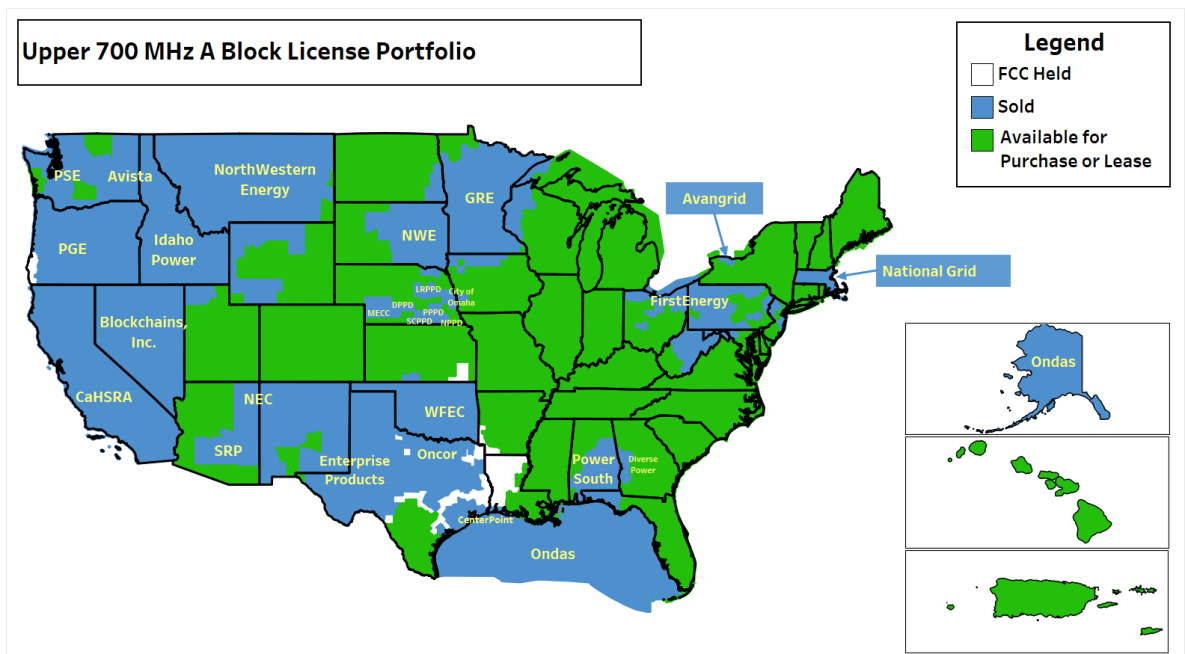 Upper 700 MHz A Block License Portfolio
Legend
FCC Held
Sold
Available for
Purchase or Lease
PSE
Avista
NorthWestern
Energy
GRE
Avangrid
PGE
Idaho
Power
NWE
National Grid
LRPPD
City of
Omaha
DPPD
MECC
PPPD
SCPPD
NPPD
FirstEnergy
Blockchains,
Inc.
Ondas
CaHSRA
NEC
WFEC
SRP
Enterprise
Products
Oncor
Power
South
Diverse
Power
CenterPoint
Ondas